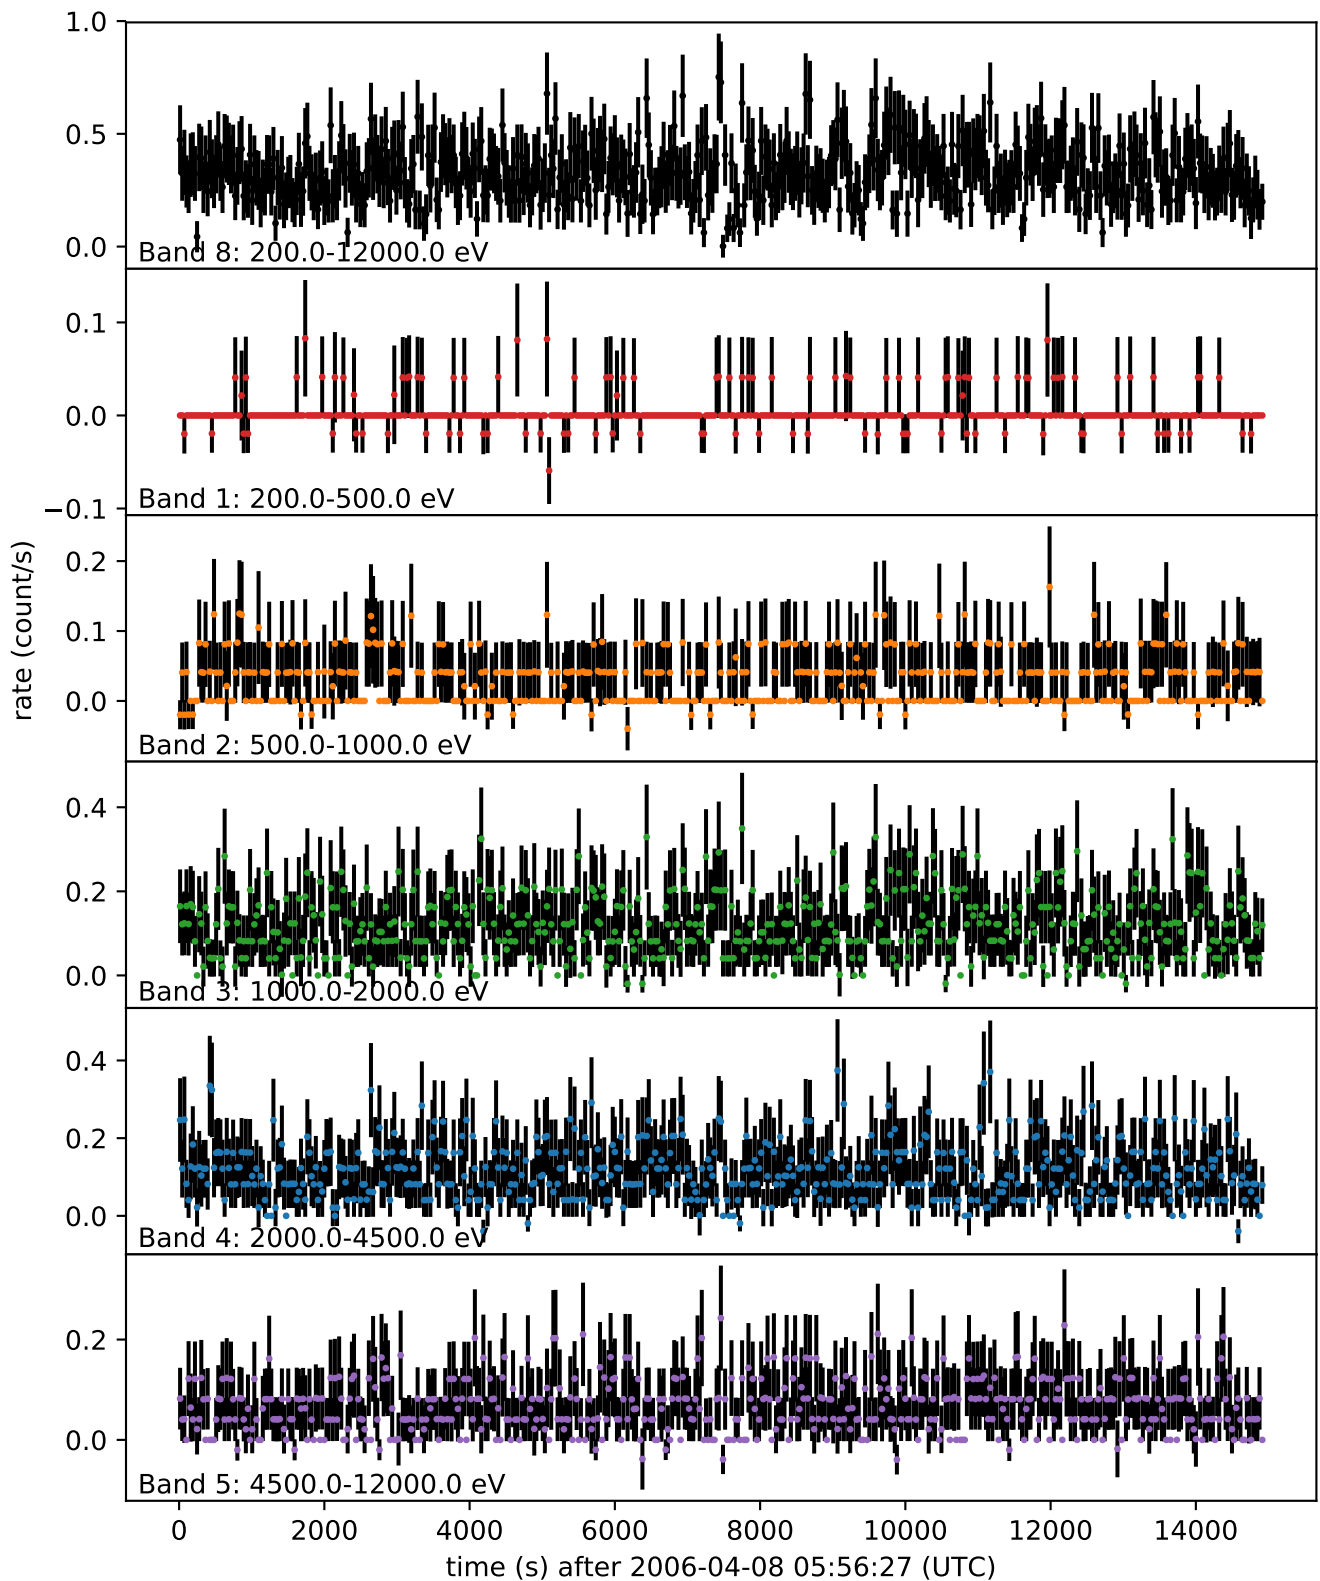 1.0
0.5
0.0
Band 8: 200.0-12000.0 eV
0.1
0.0
−0.1
Band 1: 200.0-500.0 eV
rate (count/s)
0.2
0.1
0.0
Band 2: 500.0-1000.0 eV
0.4
0.2
0.0
Band 3: 1000.0-2000.0 eV
0.4
0.2
0.0
Band 4: 2000.0-4500.0 eV
0.2
0.0
Band 5: 4500.0-12000.0 eV
0 2000 4000 6000 8000 10000 12000 14000
time (s) after 2006-04-08 05:56:27 (UTC)